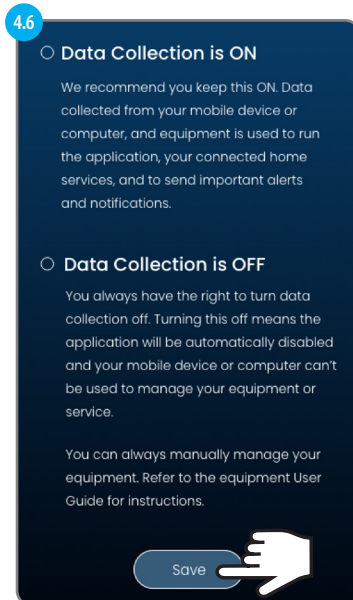 4.6
Data Collection is ON
We recommend you keep this ON. Data
collected from your mobile device or
computer, and equipment is used to run
the application, your connected home
services, and to send important alerts
and notifications.
Data Collection is OFF
You always have the right to turn data
collection off. Turning this off means the
application will be automatically disabled
and your mobile device or computer can't
be used to manage your equipment or
service.
You can always manually manage your
equipment. Refer to the equipment User
Guide for instructions.
Save